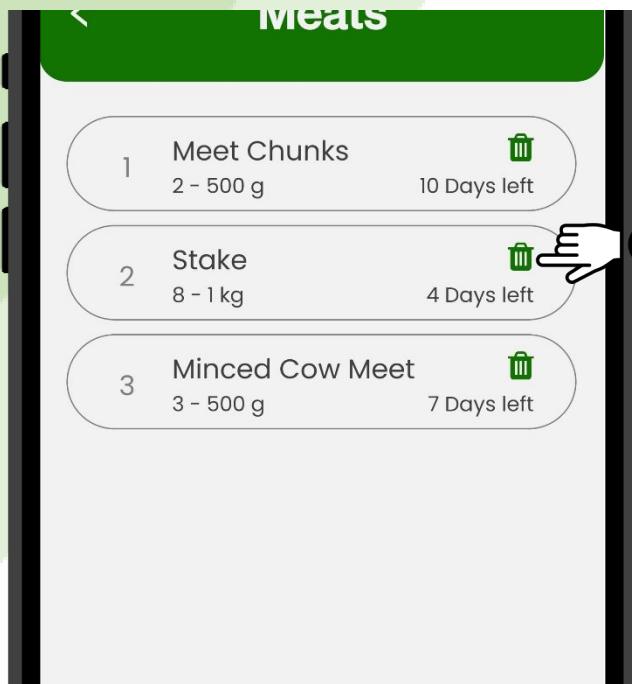 Meats
1
Meet Chunks
2 - 500 g
10 Days left
2
Stake
8 - 1 kg
4 Days left
3
Minced Cow Meet
3 - 500 g
7 Days left